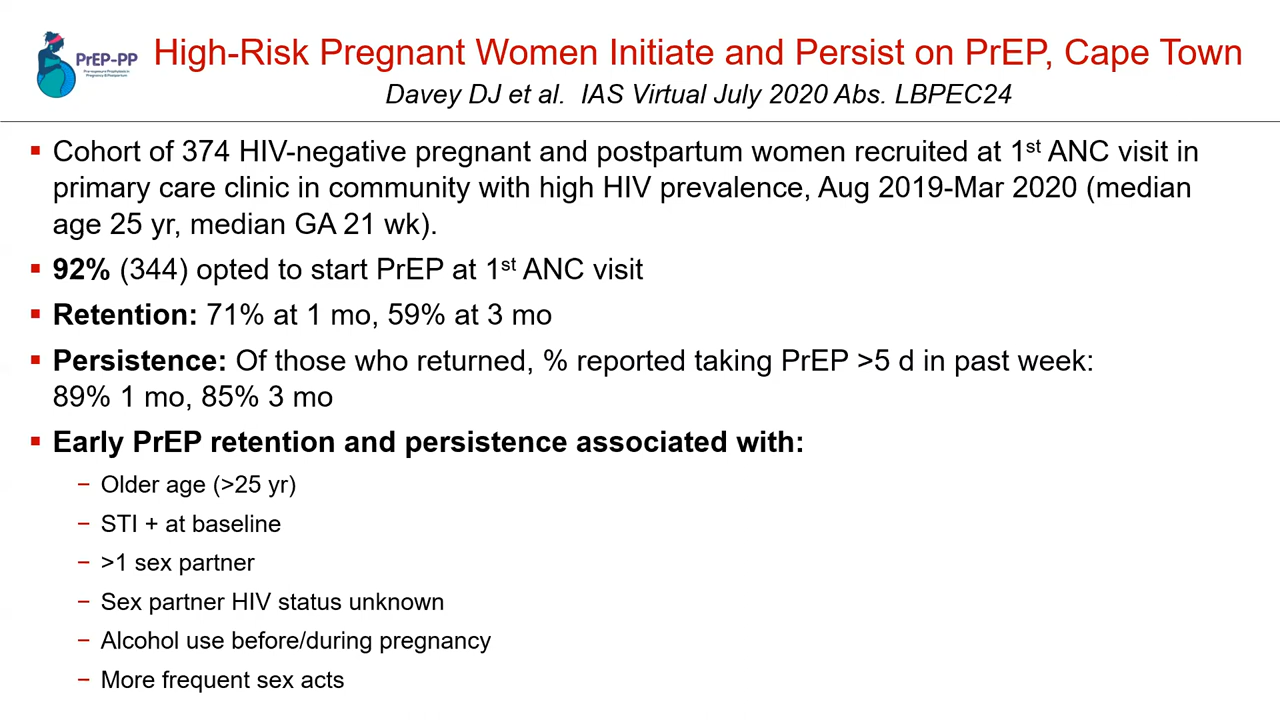 PrEP-PP
Pre-exposure Prophylaxis in
Pregnancy & Postpartum
High-Risk Pregnant Women Initiate and Persist on PrEP, Cape Town
Davey DJ et al. IAS Virtual July 2020 Abs. LBPEC24
▪ Cohort of 374 HIV-negative pregnant and postpartum women recruited at 1st ANC visit in
primary care clinic in community with high HIV prevalence, Aug 2019-Mar 2020 (median
age 25 yr, median GA 21 wk).
▪ 92% (344) opted to start PrEP at 1st ANC visit
▪ Retention: 71% at 1 mo, 59% at 3 mo
▪ Persistence: Of those who returned, % reported taking PrEP >5 d in past week:
89% 1 mo, 85% 3 mo
▪ Early PrEP retention and persistence associated with:
− Older age (>25 yr)
− STI + at baseline
− >1 sex partner
− Sex partner HIV status unknown
− Alcohol use before/during pregnancy
− More frequent sex acts